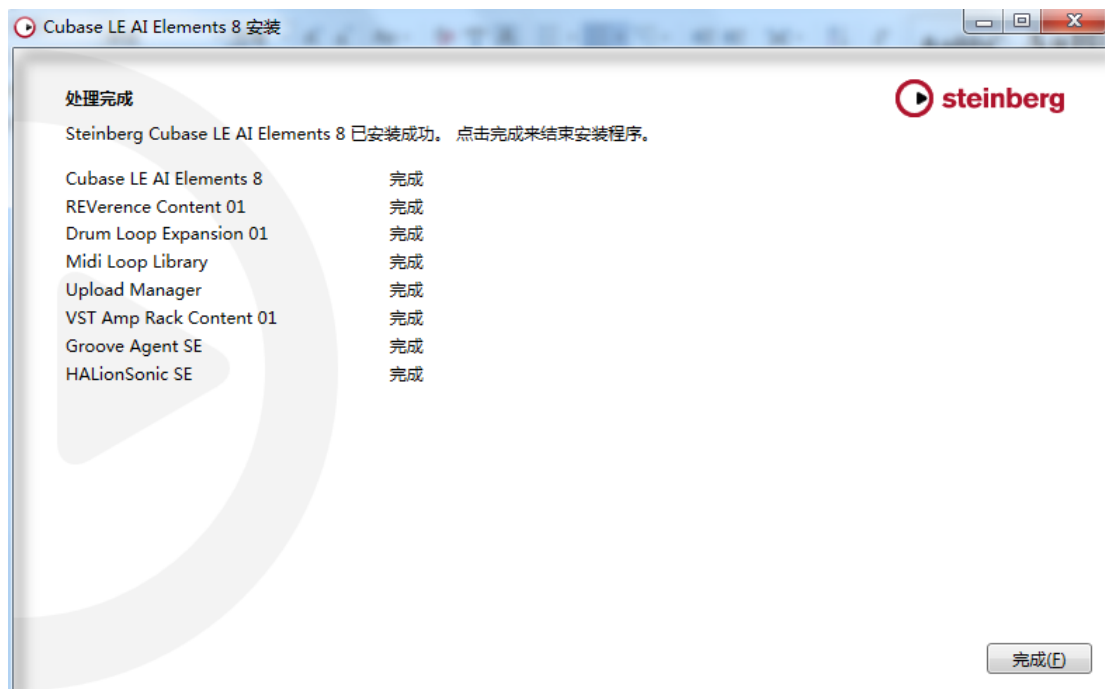 Cubase LE AI Elements 8 安装
处理完成
steinberg
Steinberg Cubase LE AI Elements 8 已安装成功。 点击完成来结束安装程序。
Cubase LE AI Elements 8 完成
REVerence Content 01 完成
Drum Loop Expansion 01 完成
Midi Loop Library 完成
Upload Manager 完成
VST Amp Rack Content 01 完成
Groove Agent SE 完成
HALionSonic SE 完成
完成(F)